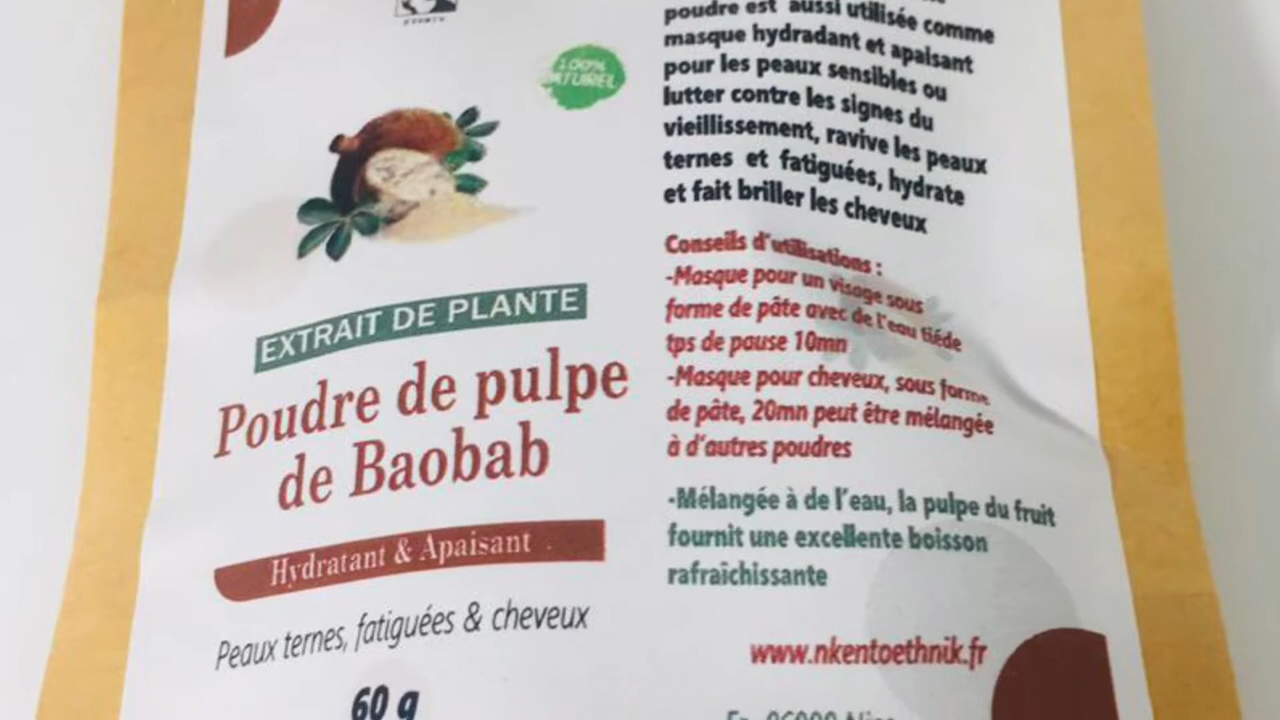 100%
NATUREL
EXTRAIT DE PLANTE
Poudre de pulpe
de Baobab
Hydratant & Apaisant
Peaux ternes, fatiguées & cheveux
60 g
poudre est aussi utilisée comme
masque hydradant et apaisant
pour les peaux sensibles ou
lutter contre les signes du
vieillissement, ravive les peaux
ternes et fatiguées, hydrate
et fait briller les cheveux
Conseils d'utilisations :
-Masque pour un visage sous
forme de pâte avec de l'eau tiéde
tps de pause 10mn
-Masque pour cheveux, sous forme
de pâte, 20mn peut être mélangée
à d'autres poudres
-Mélangée à de l'eau, la pulpe du fruit
fournit une excellente boisson
rafraîchissante
www.nkentoethnik.fr